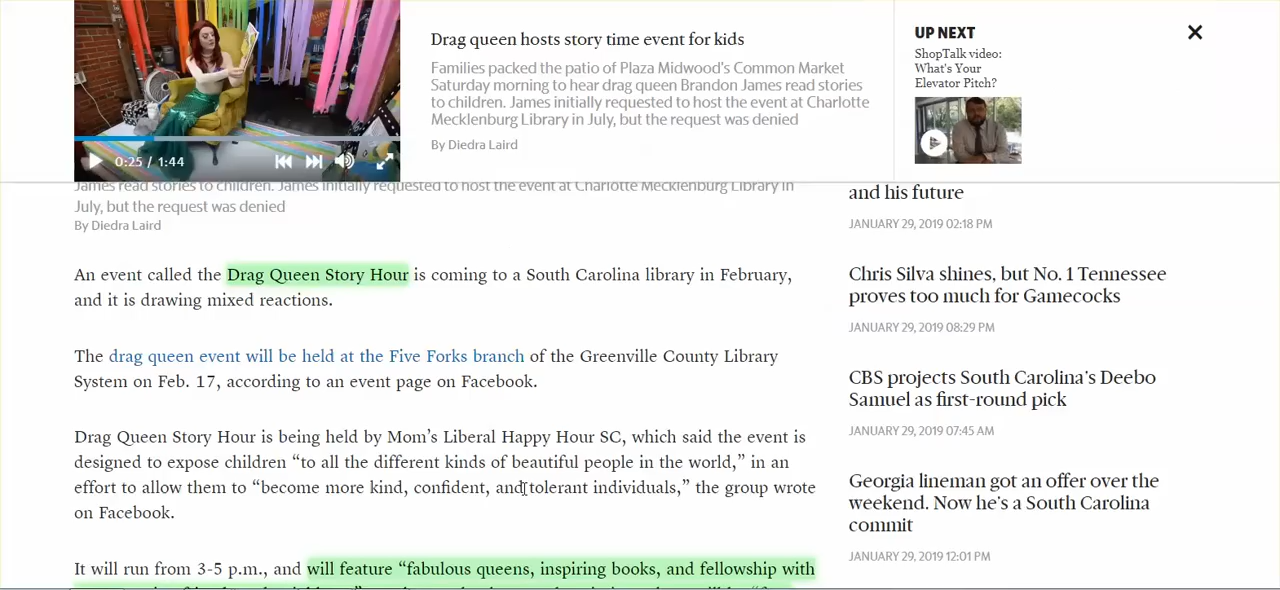 Drag queen hosts story time event for kids
Families packed the patio of Plaza Midwood's Common Market
Saturday morning to hear drag queen Brandon James read stories
to children. James initially requested to host the event at Charlotte
Mecklenburg Library in July, but the request was denied
By Diedra Laird
0:25 / 1:44
UP NEXT
ShopTalk video:
What's Your
Elevator Pitch?
James read stories to children. James initially requested to host the event at Charlotte Mecklenburg Library in
July, but the request was denied
By Diedra Laird
An event called the Drag Queen Story Hour is coming to a South Carolina library in February,
and it is drawing mixed reactions.
The drag queen event will be held at the Five Forks branch of the Greenville County Library
System on Feb. 17, according to an event page on Facebook.
Drag Queen Story Hour is being held by Mom’s Liberal Happy Hour SC, which said the event is
designed to expose children “to all the different kinds of beautiful people in the world,” in an
effort to allow them to “become more kind, confident, and tolerant individuals,” the group wrote
on Facebook.
It will run from 3-5 p.m., and will feature “fabulous queens, inspiring books, and fellowship with
and his future
JANUARY 29, 2019 02:18 PM
Chris Silva shines, but No. 1 Tennessee
proves too much for Gamecocks
JANUARY 29, 2019 08:29 PM
CBS projects South Carolina’s Deebo
Samuel as first-round pick
JANUARY 29, 2019 07:45 AM
Georgia lineman got an offer over the
weekend. Now he’s a South Carolina
commit
JANUARY 29, 2019 12:01 PM